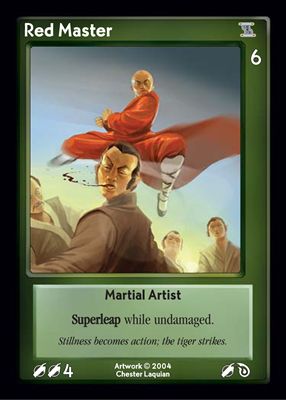 Red Master
6
Martial Artist
Superleap while undamaged.
Stillness becomes action; the tiger strikes.
4
Artwork © 2004
Chester Laquian